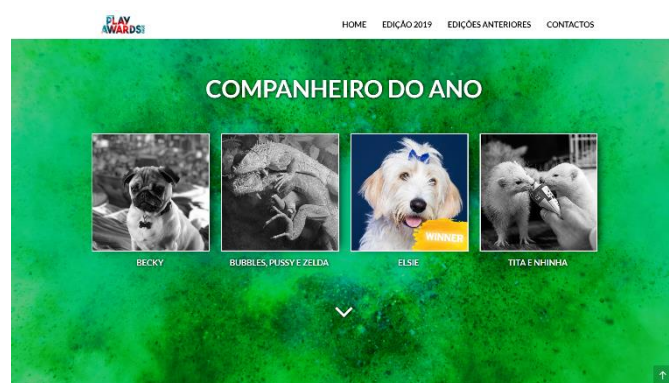 PLAY
AWARDS
HOME EDIÇÃO 2019 EDIÇÕES ANTERIORES CONTACTOS
COMPANHEIRO DO ANO
WINNER
BECKY BUBBLES, PUSSY E ZELDA ELSIE TITA E NHINHA